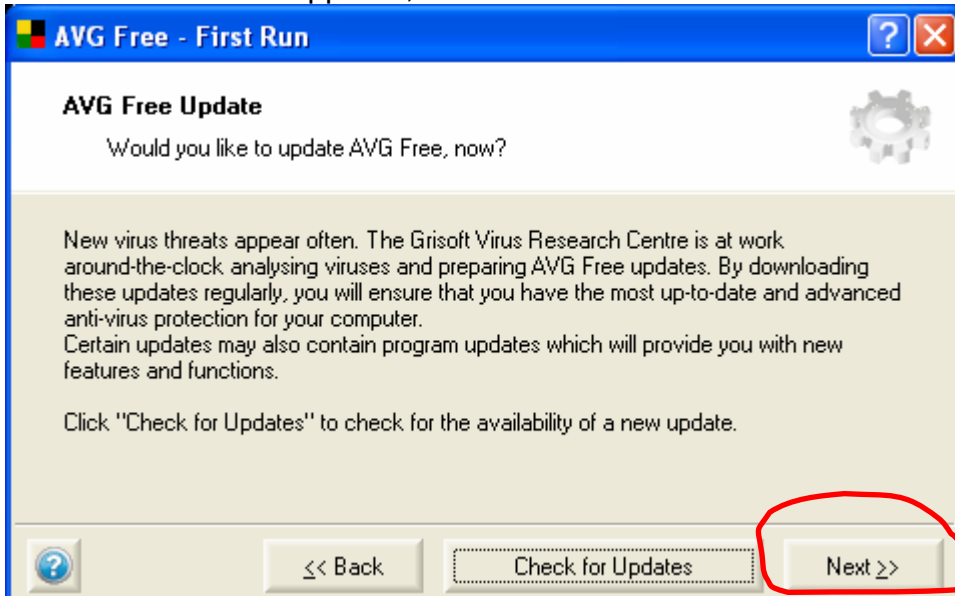 AVG Free - First Run
AVG Free Update
Would you like to update AVG Free, now?
New virus threats appear often. The Grisoft Virus Research Centre is at work
around-the-clock analysing viruses and preparing AVG Free updates. By downloading
these updates regularly, you will ensure that you have the most up-to-date and advanced
anti-virus protection for your computer.
Certain updates may also contain program updates which will provide you with new
features and functions.
Click "Check for Updates" to check for the availability of a new update.
<< Back
Check for Updates
Next >>